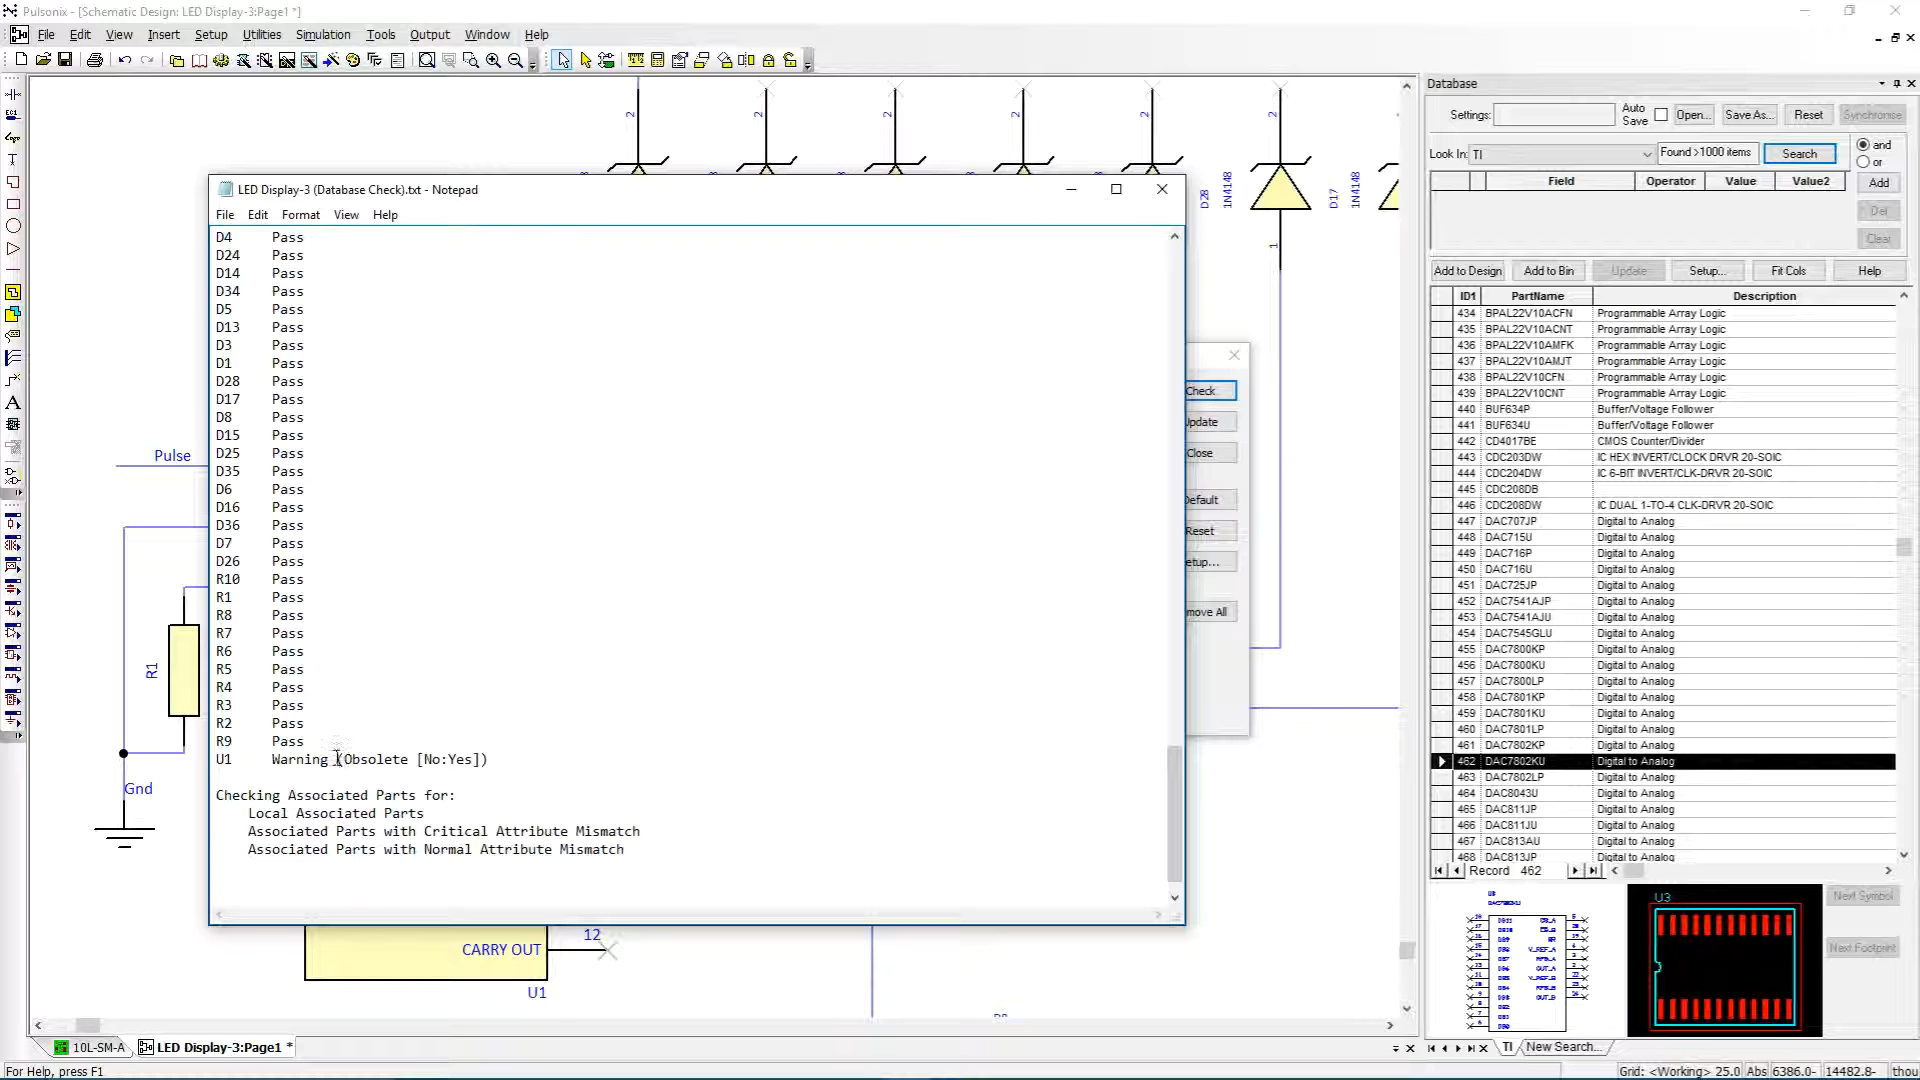 Pulsonix - [Schematic Design: LED Display-3:Page1 *]
File Edit View Insert Setup Utilities Simulation Tools Output Window Help
Database
Settings: Auto Save Open... Save As... Reset Synchronise
Look In: TI Found >1000 items Search and or
Field Operator Value Value2 Add
Del
Clear
Add to Design Add to Bin Update Setup... Fit Cols Help
ID1 PartName Description
434 BPAL22V10ACFN Programmable Array Logic
435 BPAL22V10ACNT Programmable Array Logic
436 BPAL22V10AMFK Programmable Array Logic
437 BPAL22V10AMJT Programmable Array Logic
438 BPAL22V10CFN Programmable Array Logic
439 BPAL22V10CNT Programmable Array Logic
440 BUF634P Buffer/Voltage Follower
441 BUF634U Buffer/Voltage Follower
442 CD4017BE CMOS Counter/Divider
443 CDC203DW IC HEX INVERT/CLOCK DRVR 20-SOIC
444 CDC204DW IC 6-BIT INVERT/CLK-DRVR 20-SOIC
445 CDC208DB
446 CDC208DW IC DUAL 1-TO-4 CLK-DRVR 20-SOIC
447 DAC707JP Digital to Analog
448 DAC715U Digital to Analog
449 DAC716P Digital to Analog
450 DAC716U Digital to Analog
451 DAC725JP Digital to Analog
452 DAC7541AJP Digital to Analog
453 DAC7541AJU Digital to Analog
454 DAC7545GLU Digital to Analog
455 DAC7800KP Digital to Analog
456 DAC7800KU Digital to Analog
457 DAC7800LP Digital to Analog
458 DAC7801KP Digital to Analog
459 DAC7801KU Digital to Analog
460 DAC7801LP Digital to Analog
461 DAC7802KP Digital to Analog
462 DAC7802KU Digital to Analog
463 DAC7802LP Digital to Analog
464 DAC8043U Digital to Analog
465 DAC811JP Digital to Analog
466 DAC811JU Digital to Analog
467 DAC813AU Digital to Analog
468 DAC813JP Digital to Analog
Record 462
U3
Next Symbol
Next Footprint
TI New Search...
2 2 2 2 2 2
D28 1N4148 D17 1N4148
1
LED Display-3 (Database Check).txt - Notepad
File Edit Format View Help
D4 Pass
D24 Pass
D14 Pass
D34 Pass
D5 Pass
D13 Pass
D3 Pass
D1 Pass
D28 Pass
D17 Pass
D8 Pass
D15 Pass
D25 Pass
D35 Pass
D6 Pass
D16 Pass
D36 Pass
D7 Pass
D26 Pass
R10 Pass
R1 Pass
R8 Pass
R7 Pass
R6 Pass
R5 Pass
R4 Pass
R3 Pass
R2 Pass
R9 Pass
U1 Warning (Obsolete [No:Yes])
Checking Associated Parts for:
Local Associated Parts
Associated Parts with Critical Attribute Mismatch
Associated Parts with Normal Attribute Mismatch
Check
Update
Close
Default
Reset
etup...
move All
Pulse
R1
Gnd
CARRY OUT 12
U1
10L-SM-A LED Display-3:Page1 *
For Help, press F1 Grid: <Working> 25.0 Abs 6386.0- 14482.8- thou